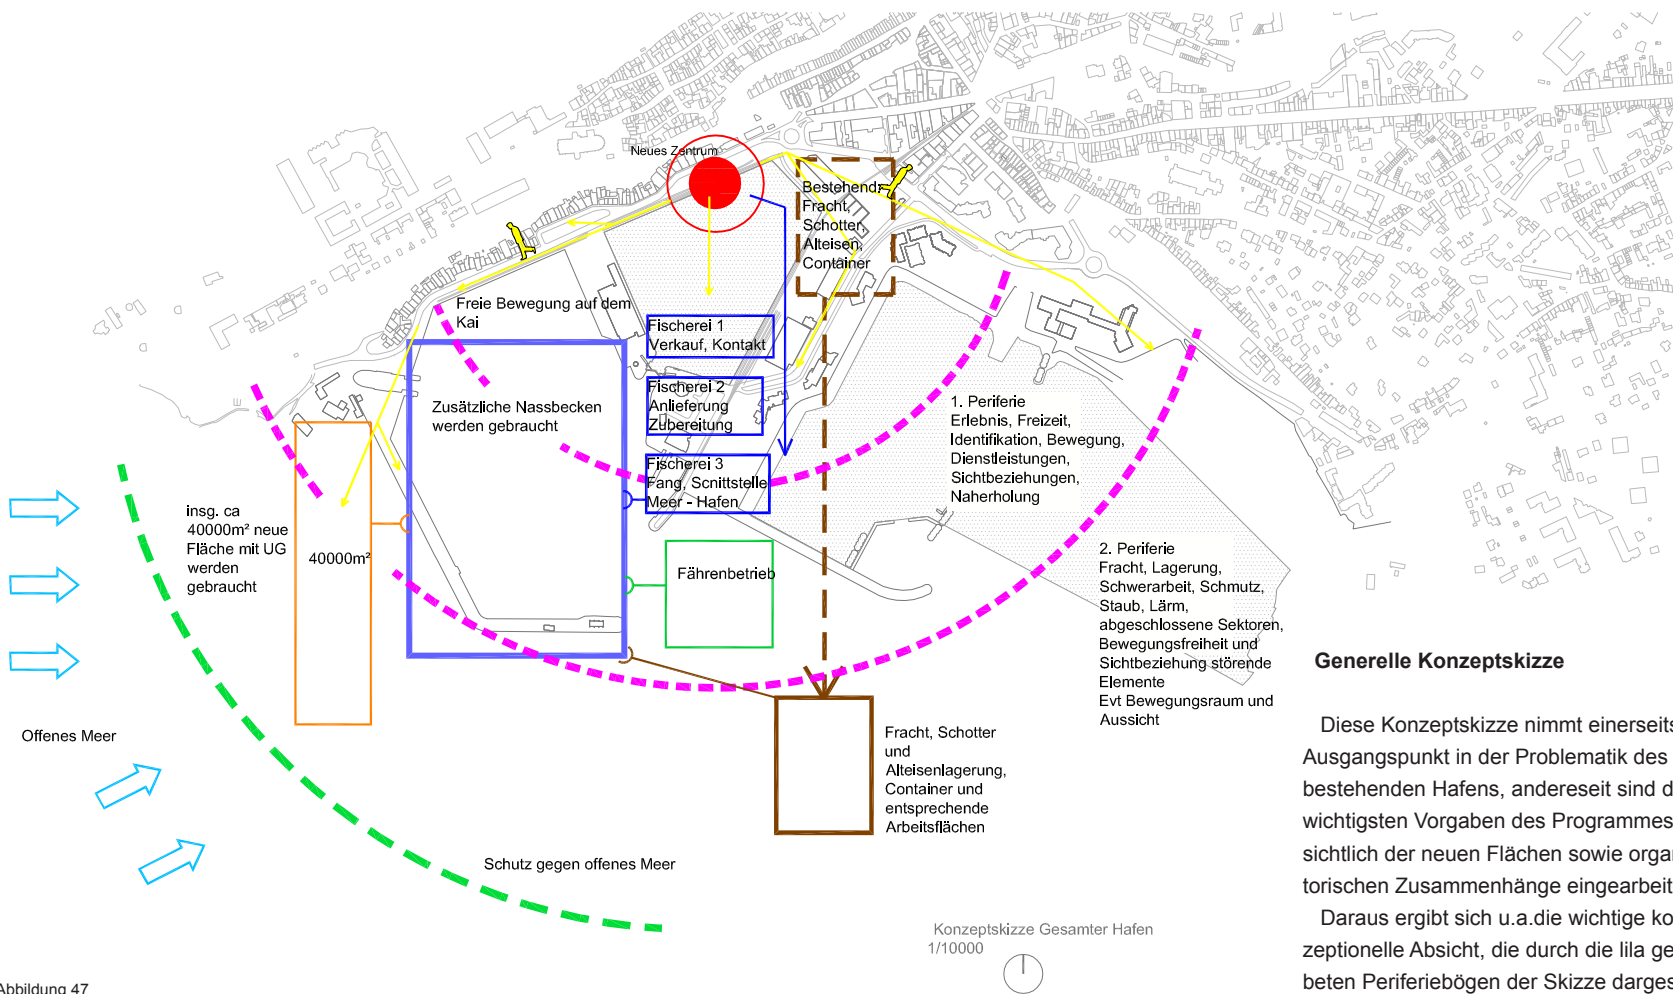 Neues Zentrum
Bestehend:
Fracht,
Schotter,
Alteisen,
Container
Freie Bewegung auf dem
Kai
Fischerei 1
Verkauf, Kontakt
Fischerei 2
Anlieferung
Zubereitung
Fischerei 3
Fang, Scnittstelle
Meer - Hafen
Zusätzliche Nassbecken
werden gebraucht
1. Periferie
Erlebnis, Freizeit,
Identifikation, Bewegung,
Dienstleistungen,
Sichtbeziehungen,
Naherholung
insg. ca
40000m² neue
Fläche mit UG
werden
gebraucht
40000m²
Fährenbetrieb
2. Periferie
Fracht, Lagerung,
Schwerarbeit, Schmutz,
Staub, Lärm,
abgeschlossene Sektoren,
Bewegungsfreiheit und
Sichtbeziehung störende
Elemente
Evt Bewegungsraum und
Aussicht
Offenes Meer
Fracht, Schotter
und
Alteisenlagerung,
Container und
entsprechende
Arbeitsflächen
Schutz gegen offenes Meer
Konzeptskizze Gesamter Hafen
1/10000
Abbildung 47
Generelle Konzeptskizze
Diese Konzeptskizze nimmt einerseits
Ausgangspunkt in der Problematik des
bestehenden Hafens, andereseit sind d
wichtigsten Vorgaben des Programmes
sichtlich der neuen Flächen sowie orga
torischen Zusammenhänge eingearbeit
Daraus ergibt sich u.a.die wichtige ko
zeptionelle Absicht, die durch die lila ge
beten Periferiebögen der Skizze darges